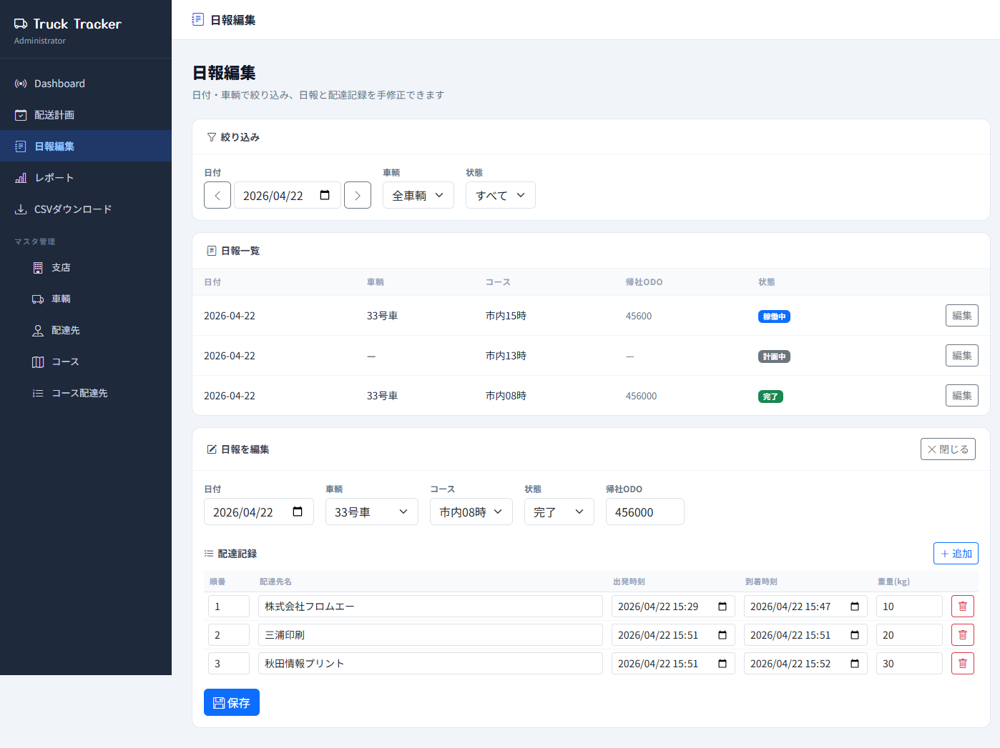 Truck Tracker
Administrator
Dashboard
配送計画
日報編集
レポート
CSVダウンロード
マスタ管理
支店
車輌
配達先
コース
コース配達先
日報編集
日報編集
日付・車輌で絞り込み、日報と配達記録を手修正できます
絞り込み
日付 車輌 状態
2026/04/22 全車輌 すべて
日報一覧
日付 車輌 コース 帰社ODO 状態
2026-04-22 33号車 市内15時 45600 稼働中 編集
2026-04-22 — 市内13時 — 計画中 編集
2026-04-22 33号車 市内08時 456000 完了 編集
日報を編集 閉じる
日付 車輌 コース 状態 帰社ODO
2026/04/22 33号車 市内08時 完了 456000
配達記録 + 追加
順番 配達先名 出発時刻 到着時刻 重量(kg)
1 株式会社フロムエー 2026/04/22 15:29 2026/04/22 15:47 10
2 三浦印刷 2026/04/22 15:51 2026/04/22 15:51 20
3 秋田情報プリント 2026/04/22 15:51 2026/04/22 15:52 30
保存